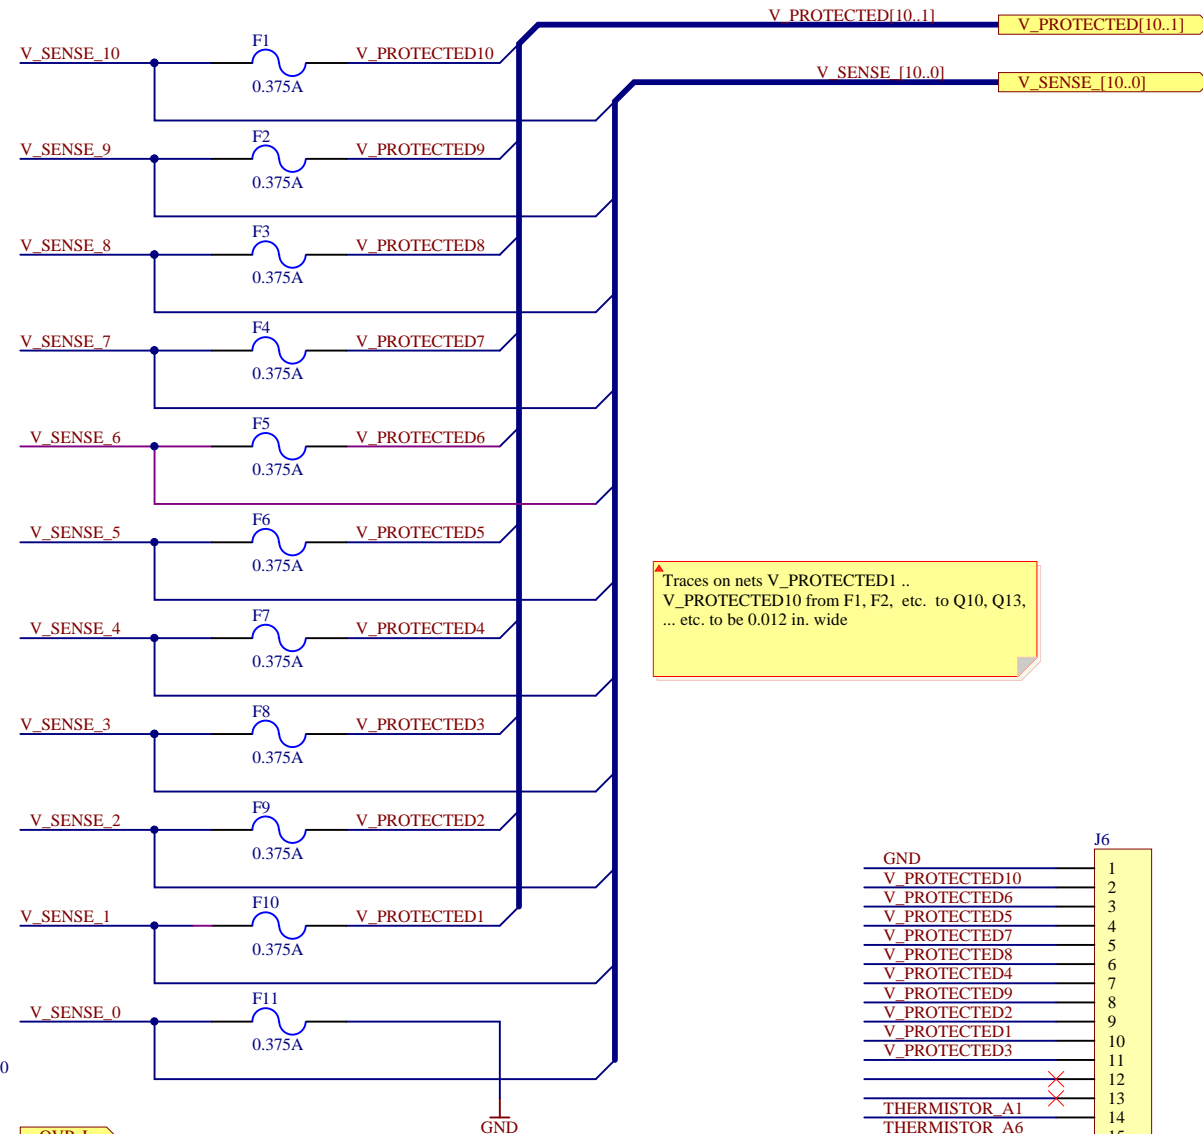 V_PROTECTED[10..1]
V_PROTECTED[10..1]
V_SENSE_[10..0]
V_SENSE_[10..0]
V_SENSE_10
F1
0.375A
V_PROTECTED10
V_SENSE_9
F2
0.375A
V_PROTECTED9
V_SENSE_8
F3
0.375A
V_PROTECTED8
V_SENSE_7
F4
0.375A
V_PROTECTED7
V_SENSE_6
F5
0.375A
V_PROTECTED6
V_SENSE_5
F6
0.375A
V_PROTECTED5
V_SENSE_4
F7
0.375A
V_PROTECTED4
V_SENSE_3
F8
0.375A
V_PROTECTED3
V_SENSE_2
F9
0.375A
V_PROTECTED2
V_SENSE_1
F10
0.375A
V_PROTECTED1
V_SENSE_0
F11
0.375A
0
GND
Traces on nets V_PROTECTED1 ..
V_PROTECTED10 from F1, F2, etc. to Q10, Q13,
... etc. to be 0.012 in. wide
J6
GND 1
V_PROTECTED10 2
V_PROTECTED6 3
V_PROTECTED5 4
V_PROTECTED7 5
V_PROTECTED8 6
V_PROTECTED4 7
V_PROTECTED9 8
V_PROTECTED2 9
V_PROTECTED1 10
V_PROTECTED3 11
12
13
THERMISTOR_A1 14
THERMISTOR_A6 15